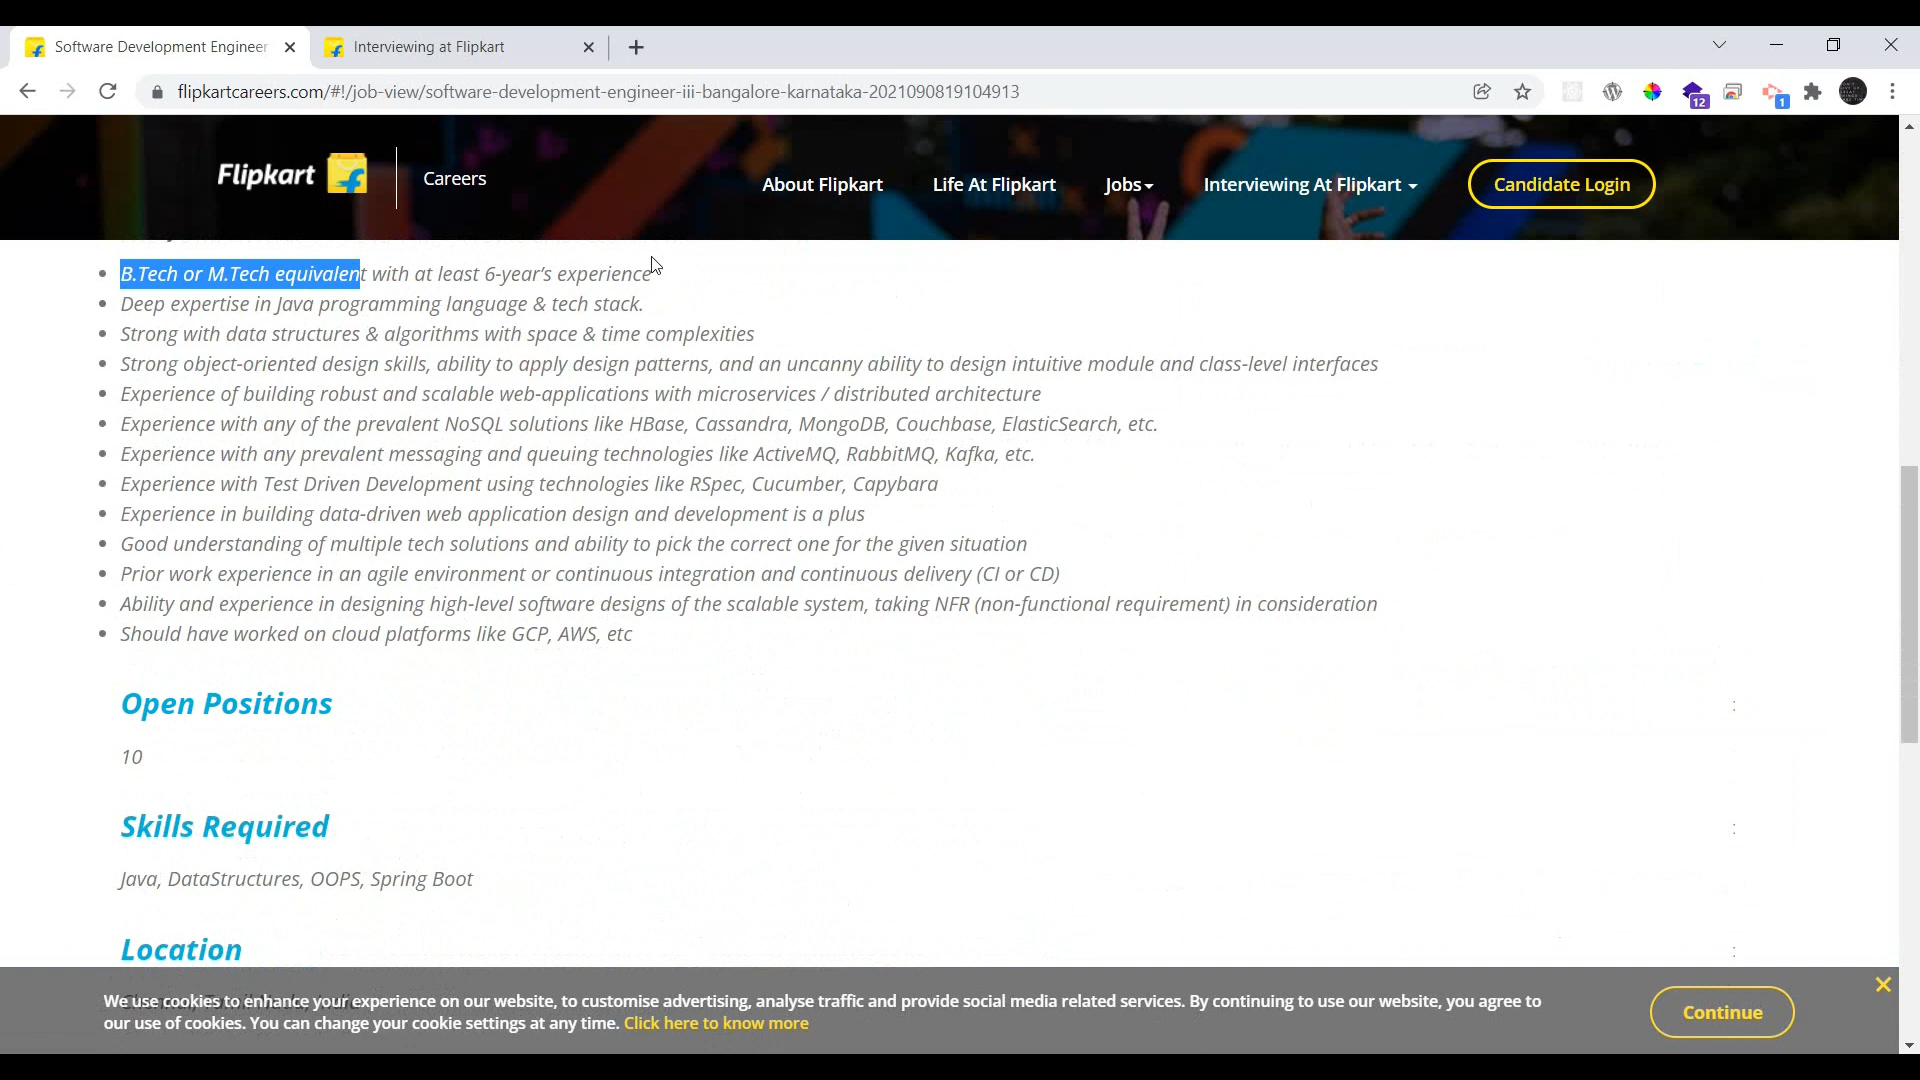 Software Development Engineer
Interviewing at Flipkart
flipkartcareers.com/#!/job-view/software-development-engineer-iii-bangalore-karnataka-2021090819104913
12
1
Flipkart
Careers
About Flipkart
Life At Flipkart
Jobs
Interviewing At Flipkart
Candidate Login
B.Tech or M.Tech equivalent with at least 6-year’s experience
Deep expertise in Java programming language & tech stack.
Strong with data structures & algorithms with space & time complexities
Strong object-oriented design skills, ability to apply design patterns, and an uncanny ability to design intuitive module and class-level interfaces
Experience of building robust and scalable web-applications with microservices / distributed architecture
Experience with any of the prevalent NoSQL solutions like HBase, Cassandra, MongoDB, Couchbase, ElasticSearch, etc.
Experience with any prevalent messaging and queuing technologies like ActiveMQ, RabbitMQ, Kafka, etc.
Experience with Test Driven Development using technologies like RSpec, Cucumber, Capybara
Experience in building data-driven web application design and development is a plus
Good understanding of multiple tech solutions and ability to pick the correct one for the given situation
Prior work experience in an agile environment or continuous integration and continuous delivery (CI or CD)
Ability and experience in designing high-level software designs of the scalable system, taking NFR (non-functional requirement) in consideration
Should have worked on cloud platforms like GCP, AWS, etc
Open Positions :
10
Skills Required :
Java, DataStructures, OOPS, Spring Boot
Location :
We use cookies to enhance your experience on our website, to customise advertising, analyse traffic and provide social media related services. By continuing to use our website, you agree to
our use of cookies. You can change your cookie settings at any time. Click here to know more
Continue